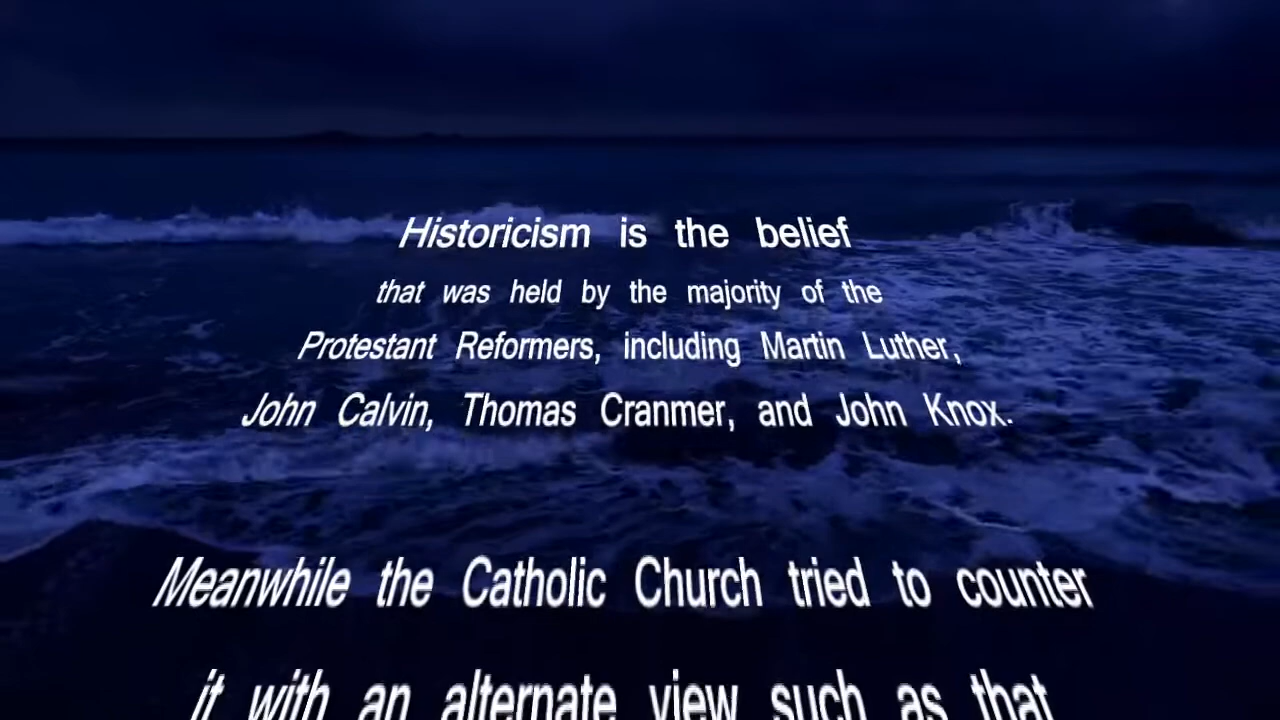 Historicism is the belief
that was held by the majority of the
Protestant Reformers, including Martin Luther,
John Calvin, Thomas Cranmer, and John Knox.
Meanwhile the Catholic Church tried to counter
it with an alternate view such as that